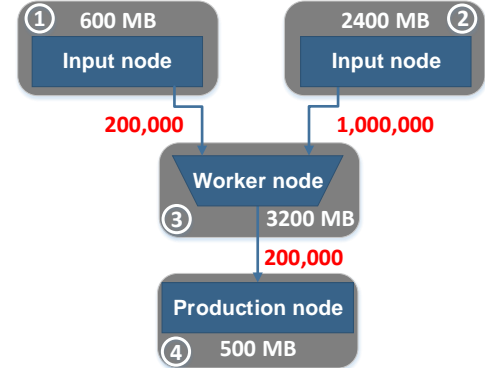 1 600 MB
Input node
2400 MB 2
Input node
200,000
1,000,000
Worker node
3 3200 MB
200,000
Production node
4 500 MB